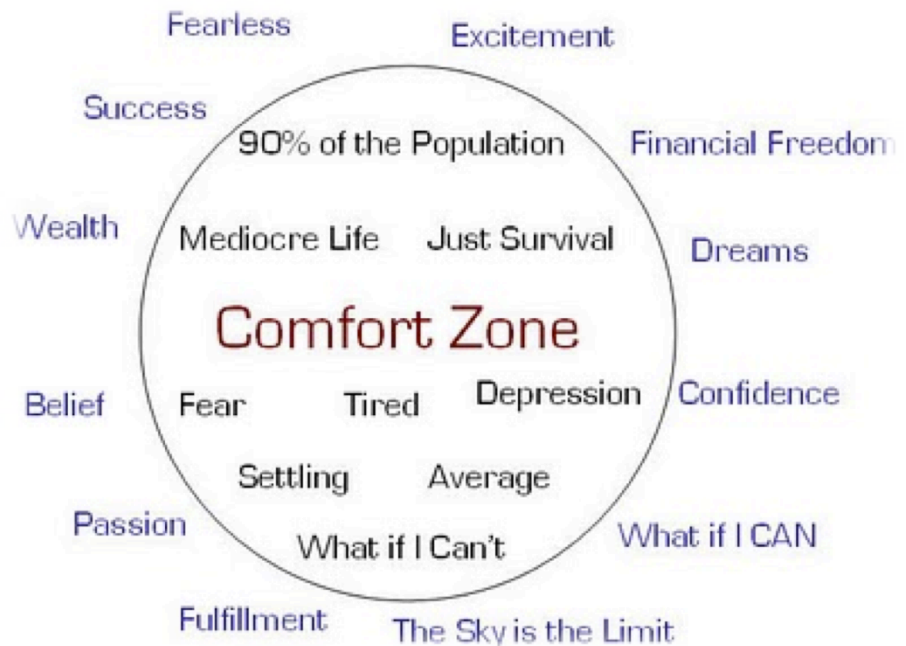 Fearless
Excitement
Success
90% of the Population
Financial Freedom
Wealth
Mediocre Life
Just Survival
Dreams
Comfort Zone
Belief
Fear
Tired
Depression
Confidence
Settling
Average
Passion
What if I Can't
What if I CAN
Fulfillment
The Sky is the Limit